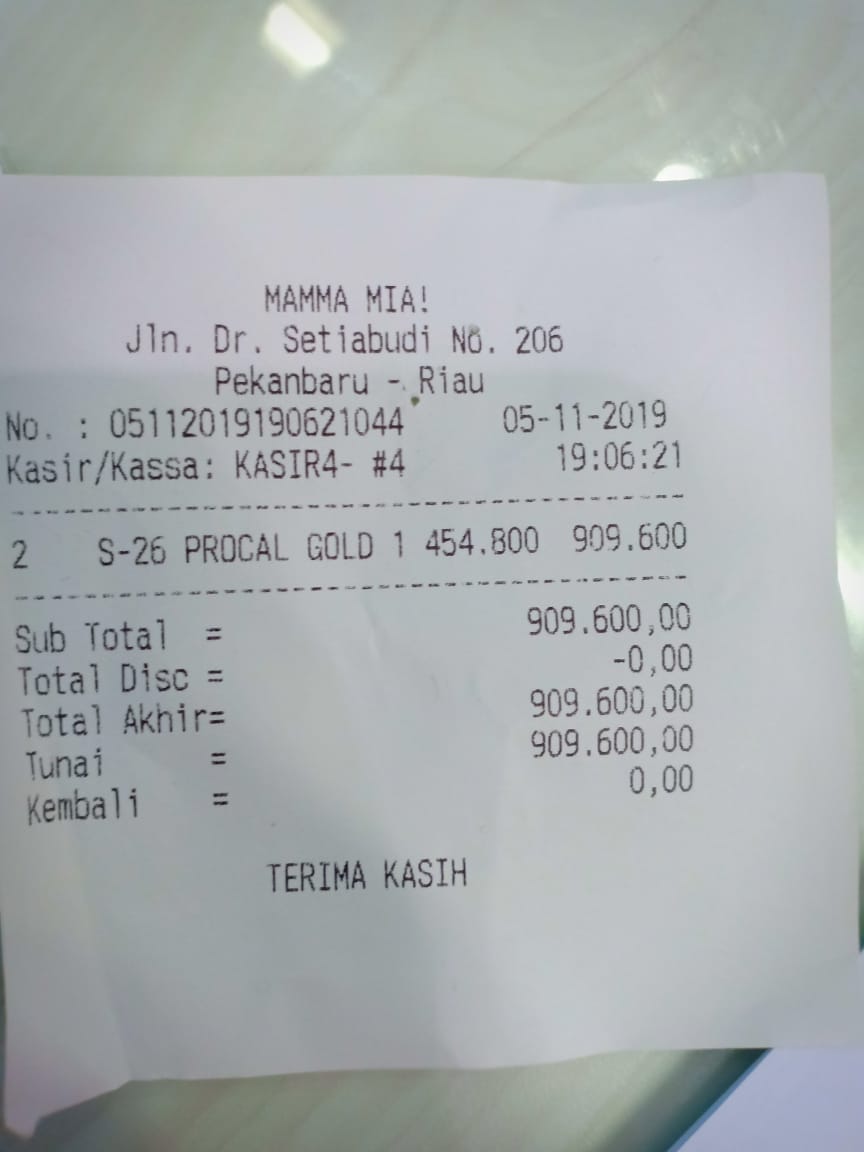 MAMMA MIA!
Jln. Dr. Setiabudi No. 206
Pekanbaru - Riau
No. : 05112019190621044 05-11-2019
Kasir/Kassa: KASIR4- #4 19:06:21
2 S-26 PROCAL GOLD 1 454.800 909.600
Sub Total = 909.600,00
Total Disc = -0,00
Total Akhir= 909.600,00
Tunai = 909.600,00
Kembali = 0,00
TERIMA KASIH